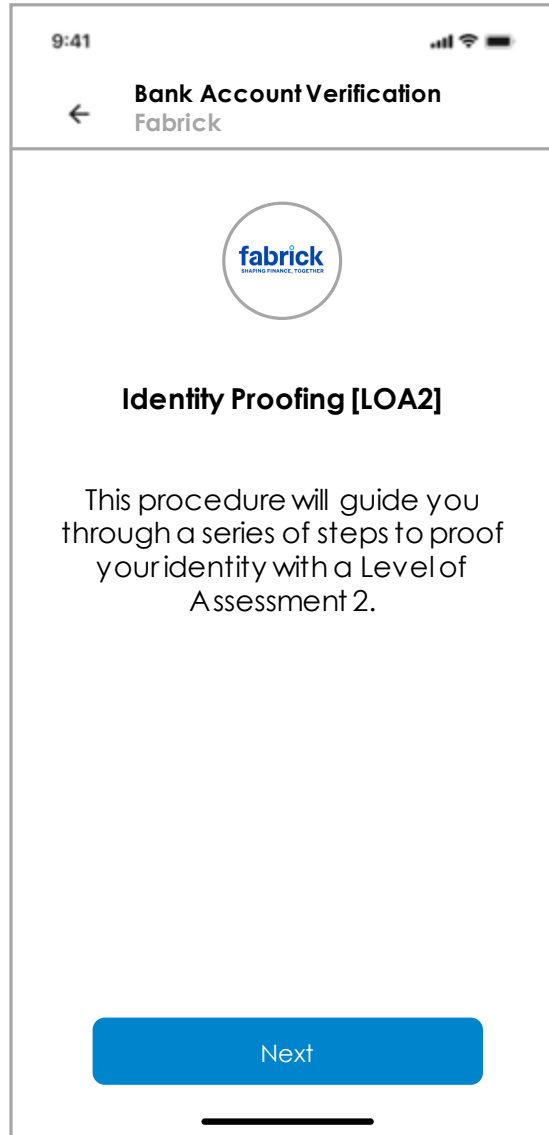 9:41
Bank Account Verification
Fabrick
fabrick
SHAPING FINANCE, TOGETHER
Identity Proofing [LOA2]
This procedure will guide you
through a series of steps to proof
your identity with a Level of
Assessment 2.
Next